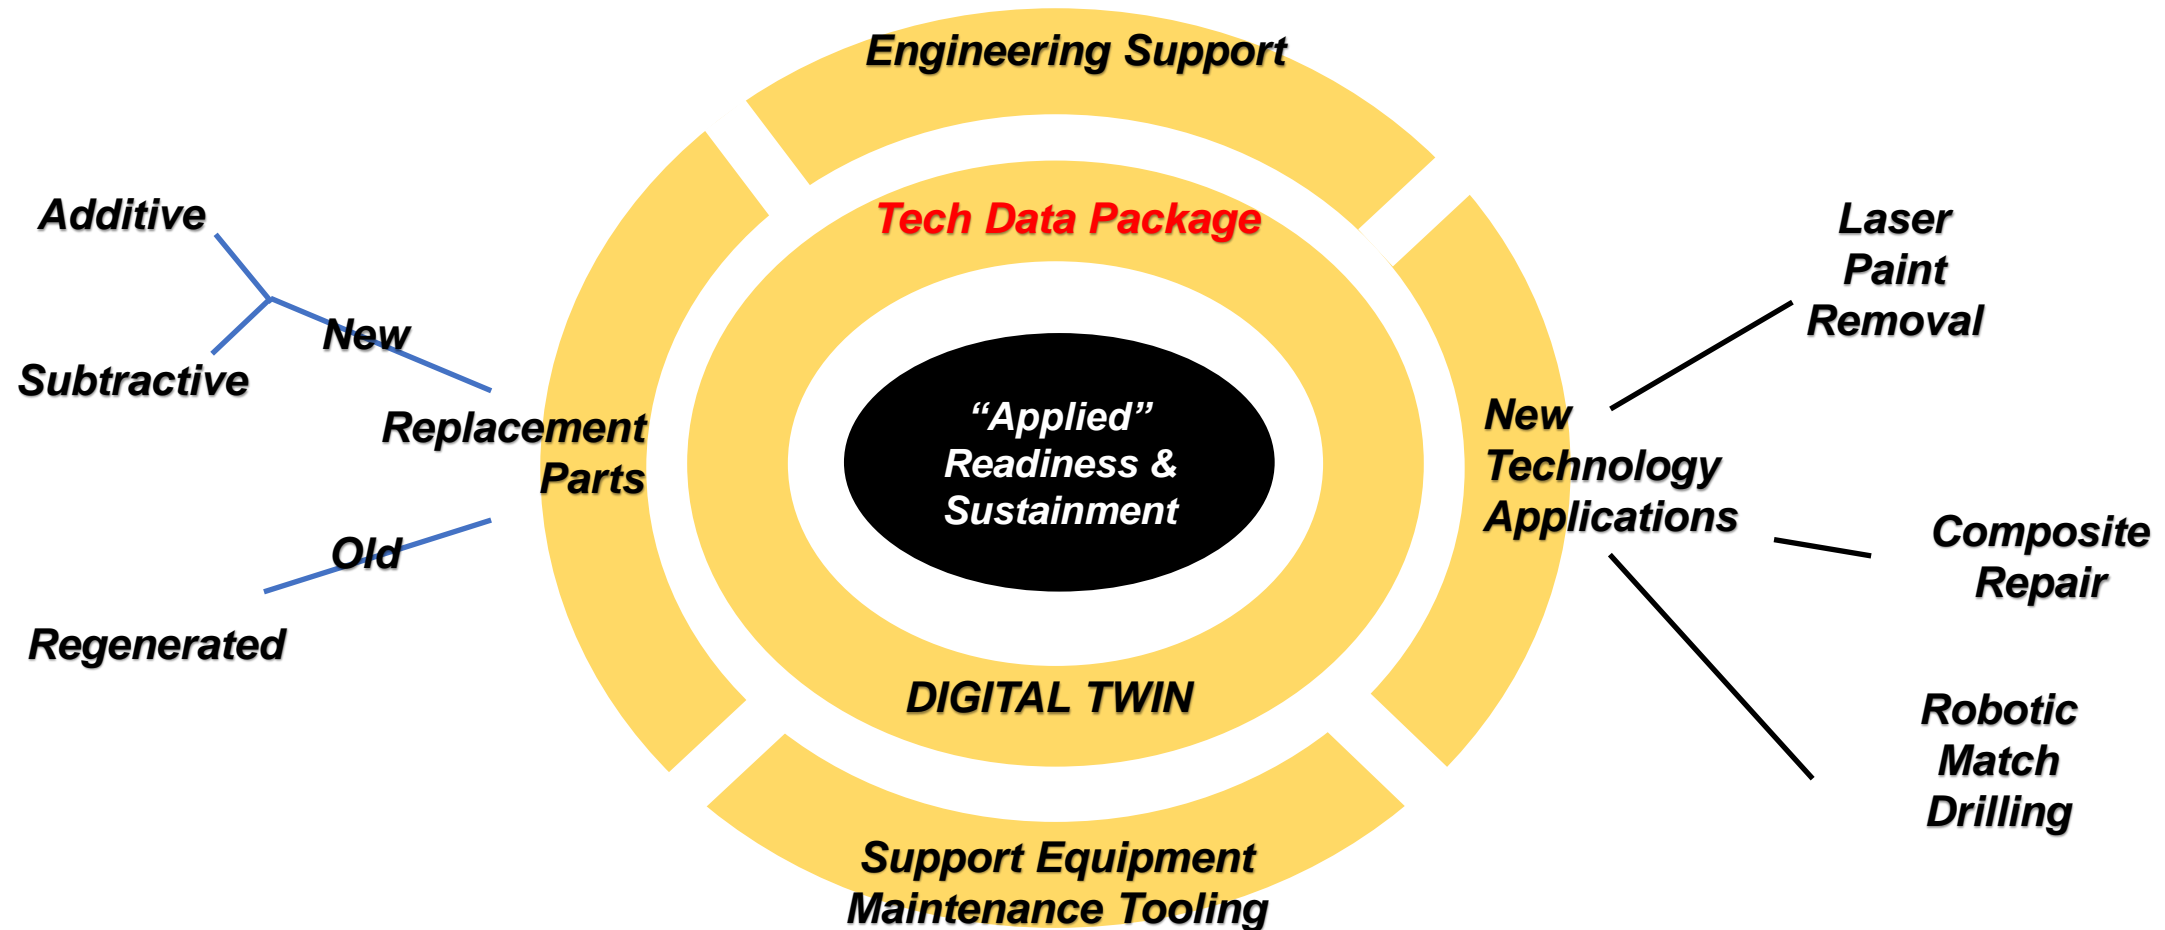 Engineering Support
Tech Data Package
“Applied”
Readiness &
Sustainment
DIGITAL TWIN
Support Equipment
Maintenance Tooling
Additive
Subtractive
New
Replacement
Parts
Old
Regenerated
New
Technology
Applications
Laser
Paint
Removal
Composite
Repair
Robotic
Match
Drilling